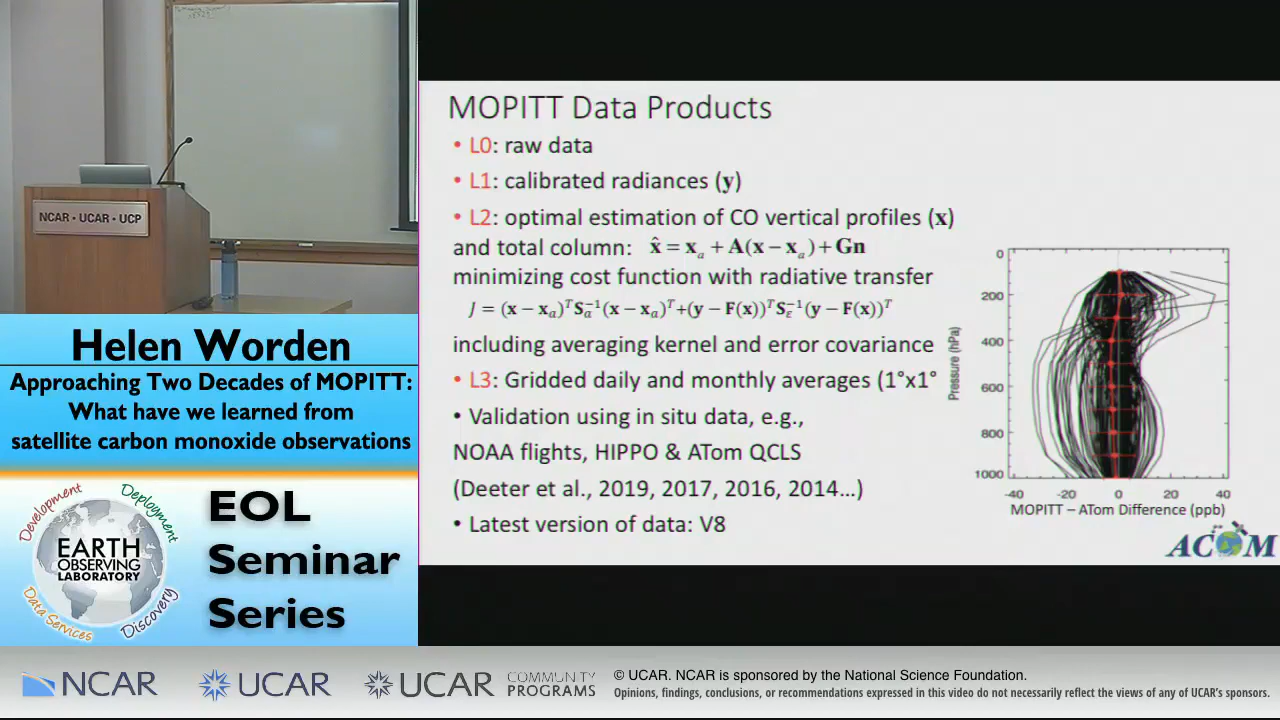 NCAR • UCAR • UCP
Helen Worden
Approaching Two Decades of MOPITT:
What have we learned from
satellite carbon monoxide observations
Development
Deployment
EARTH
OBSERVING
LABORATORY
Data Services
Discovery
EOL
Seminar
Series
MOPITT Data Products
• L0: raw data
• L1: calibrated radiances (y)
• L2: optimal estimation of CO vertical profiles (x)
and total column: x̂ = xₐ + A(x − xₐ) + Gn
minimizing cost function with radiative transfer
J = (x − xₐ)ᵀSₐ⁻¹(x − xₐ)ᵀ+(y − F(x))ᵀSε⁻¹(y − F(x))ᵀ
including averaging kernel and error covariance
• L3: Gridded daily and monthly averages (1°x1°
• Validation using in situ data, e.g.,
NOAA flights, HIPPO & ATom QCLS
(Deeter et al., 2019, 2017, 2016, 2014…)
• Latest version of data: V8
0
200
400
600
800
1000
Pressure (hPa)
-40 -20 0 20 40
MOPITT – ATom Difference (ppb)
ACOM
NCAR
UCAR
UCAR
COMMUNITY
PROGRAMS
© UCAR. NCAR is sponsored by the National Science Foundation.
Opinions, findings, conclusions, or recommendations expressed in this video do not necessarily reflect the views of any of UCAR's sponsors.